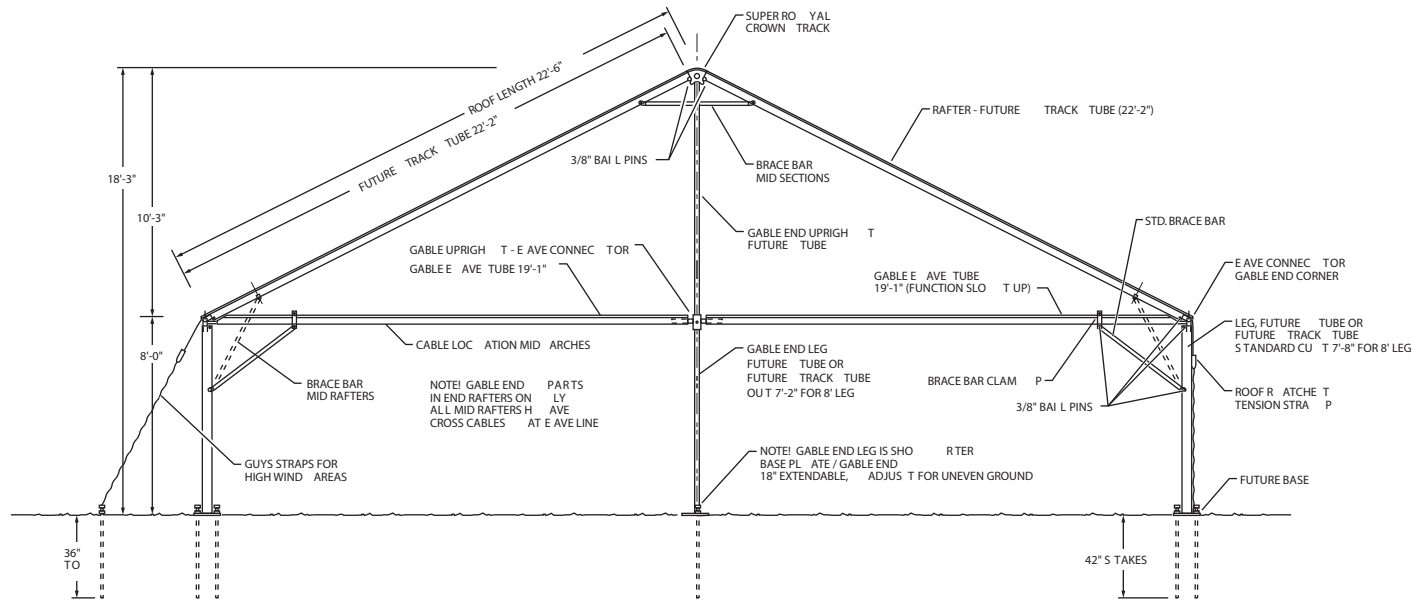 SUPER RO YAL
CROWN TRACK
ROOF LENGTH 22'-6"
FUTURE TRACK TUBE 22'-2"
RAFTER - FUTURE TRACK TUBE (22'-2")
3/8" BAI L PINS
BRACE BAR
MID SECTIONS
18'-3"
10'-3"
STD. BRACE BAR
GABLE END UPRIGH T
FUTURE TUBE
GABLE UPRIGH T - E AVE CONNEC TOR
GABLE E AVE TUBE 19'-1"
E AVE CONNEC TOR
GABLE END CORNER
GABLE E AVE TUBE
19'-1" (FUNCTION SLO T UP)
LEG, FUTURE TUBE OR
FUTURE TRACK TUBE
S TANDARD CU T 7'-8" FOR 8' LEG
8'-0"
CABLE LOC ATION MID ARCHES
GABLE END LEG
FUTURE TUBE OR
FUTURE TRACK TUBE
OU T 7'-2" FOR 8' LEG
BRACE BAR
MID RAFTERS
NOTE! GABLE END PARTS
IN END RAFTERS ON LY
AL L MID RAFTERS H AVE
CROSS CABLES AT E AVE LINE
BRACE BAR CLAM P
3/8" BAI L PINS
ROOF R ATCHE T
TENSION STRA P
GUYS STRAPS FOR
HIGH WIND AREAS
NOTE! GABLE END LEG IS SHO R TER
BASE PL ATE / GABLE END
18" EXTENDABLE, ADJUS T FOR UNEVEN GROUND
FUTURE BASE
36"
TO
42" S TAKES